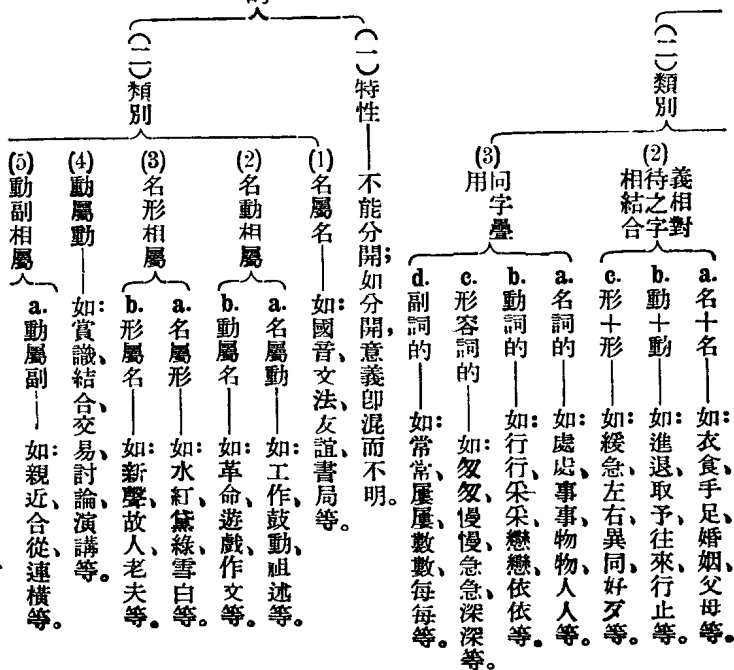 (二)類別
(2)義相對待之字相結合
a.名十名——如:衣食、手足、婚姻、父母等。
b.動十動——如:進退、取予、往來、行止等。
c.形十形——如:緩急、左右、異同、好歹等。
(3)同字疊用
a.名詞的——如:處處、事事、物物、人人等。
b.動詞的——如:行行、采采、戀戀、依依等。
c.形容詞的——如:匆匆、慢慢、急急、深深等。
d.副詞的——如:常常、屢屢、數數、每每等。
人
(一)特性——不能分開;如分開,意義卽混而不明。
(二)類別
(1)名屬名——如:國音、文法、友誼、書局等。
(2)名動相屬
a.名屬動——如:工作、鼓動、祖述等。
b.動屬名——如:革命、遊戲、作文等。
(3)名形相屬
a.名屬形——如:水紅、黛綠、雪白等。
b.形屬名——如:新聲、故人、老夫等。
(4)動屬動——如:賞識、結合、交易、討論、演講等。
(5)動副相屬
a.動屬副——如:親近、合從、連橫等。